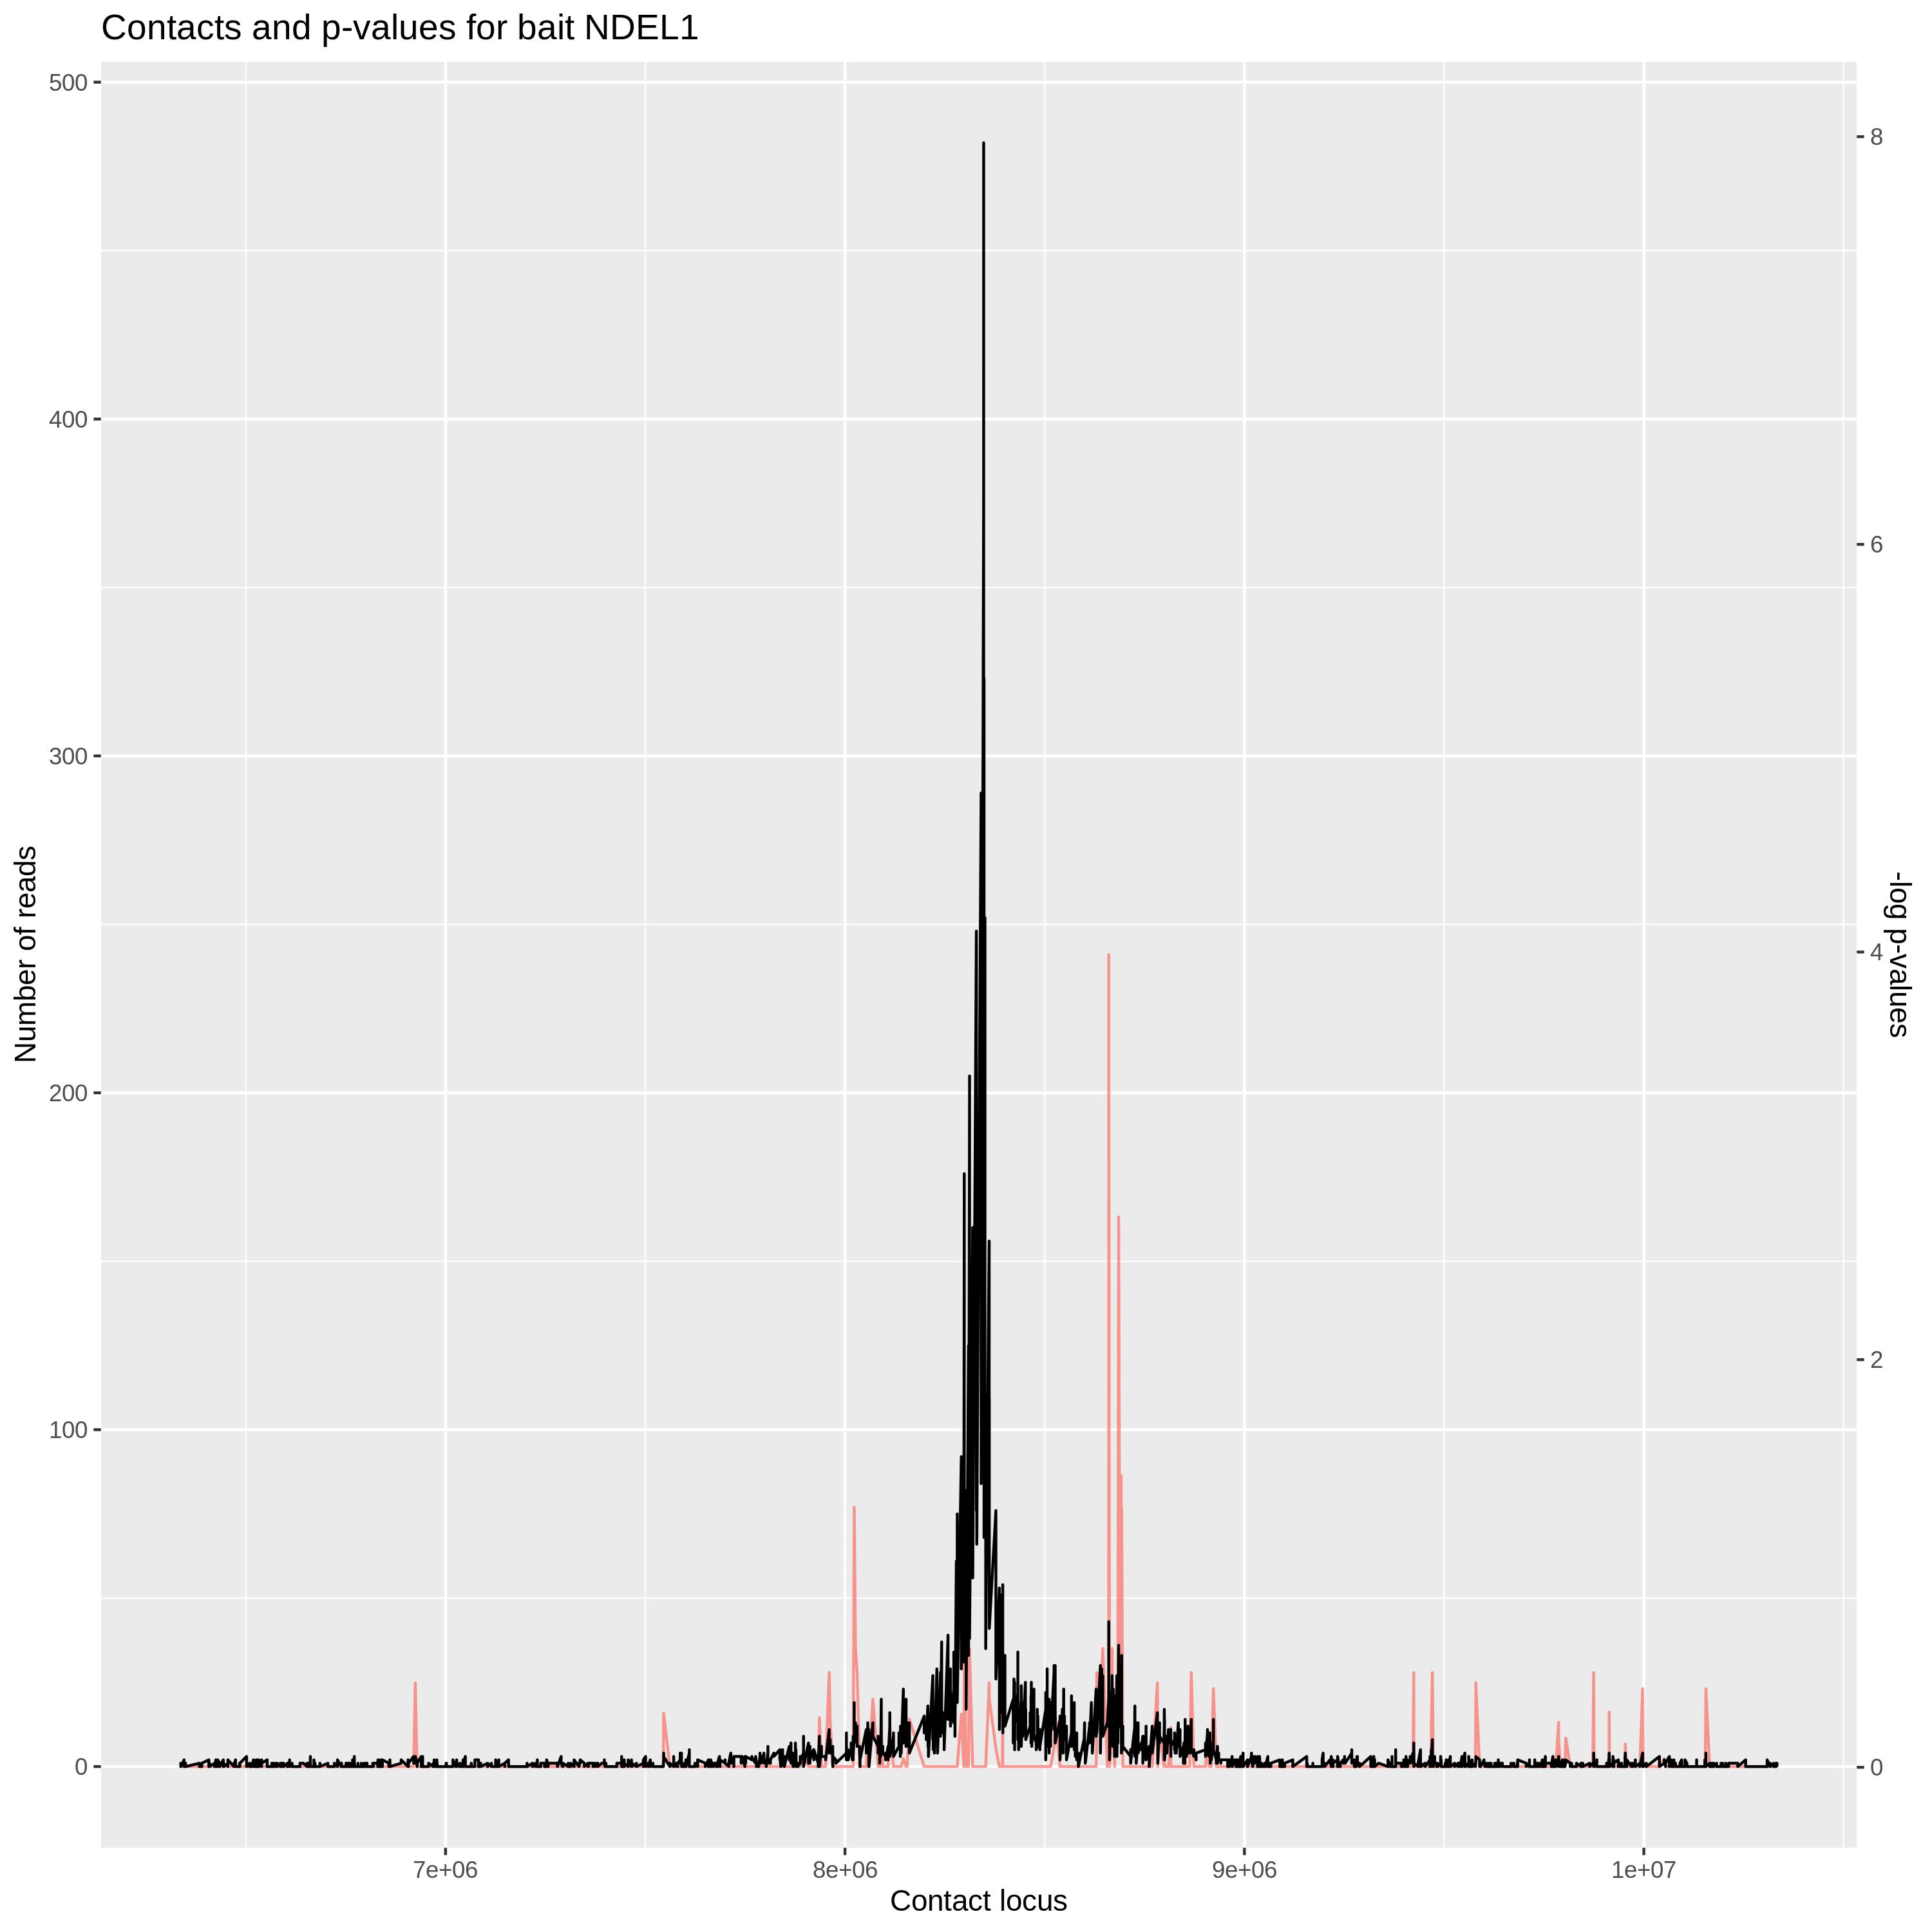 Contacts and p-values for bait NDEL1
500
400
300
200
100
0
Number of reads
8
6
4
2
0
-log p-values
7e+06
8e+06
9e+06
1e+07
Contact locus